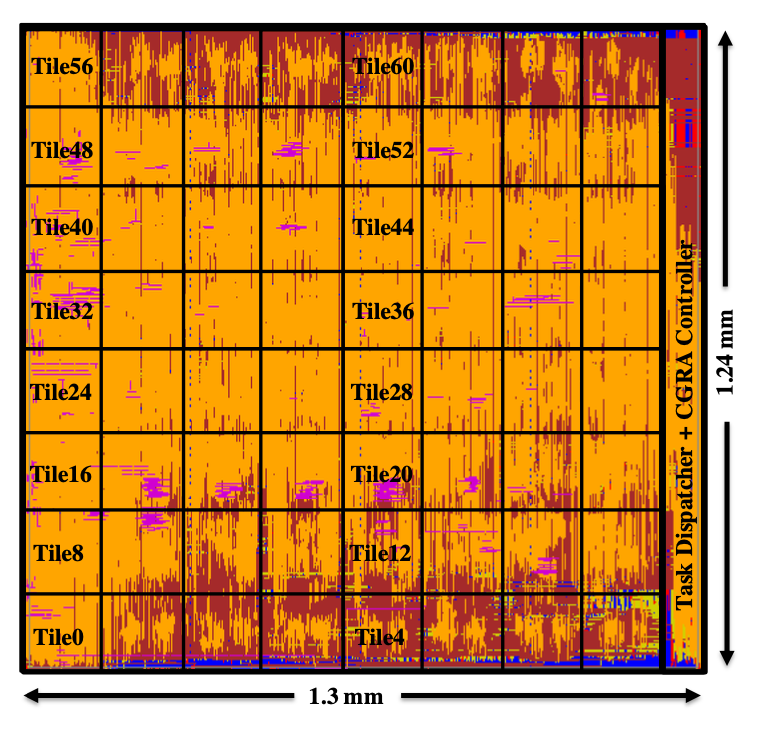 Tile56
Tile60
Tile48
Tile52
Tile40
Tile44
Tile32
Tile36
Tile24
Tile28
Tile16
Tile20
Tile8
Tile12
Tile0
Tile4
Task Dispatcher + CGRA Controller
1.24 mm
1.3 mm